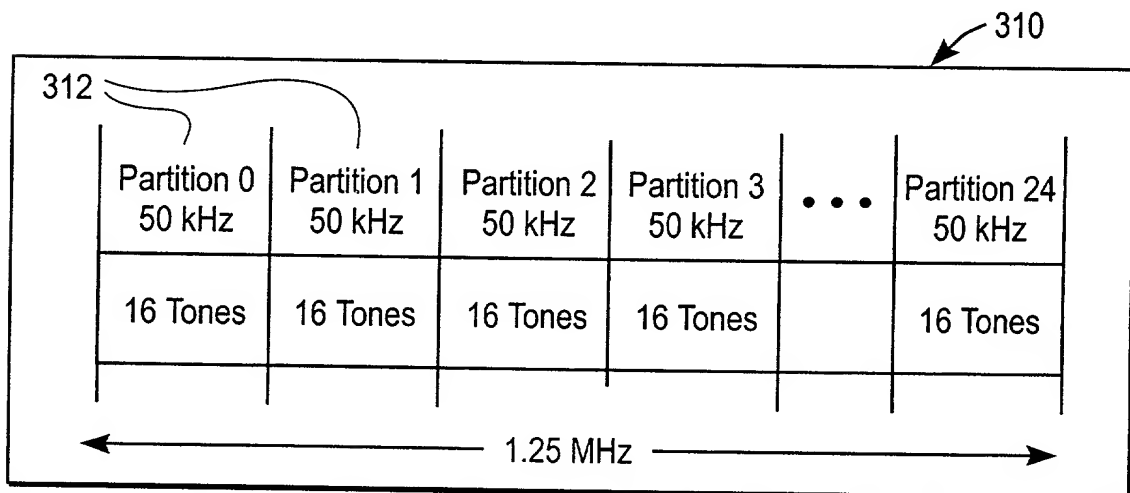 310
312
Partition 0
50 kHz
Partition 1
50 kHz
Partition 2
50 kHz
Partition 3
50 kHz
• • •
Partition 24
50 kHz
16 Tones
16 Tones
16 Tones
16 Tones
16 Tones
1.25 MHz